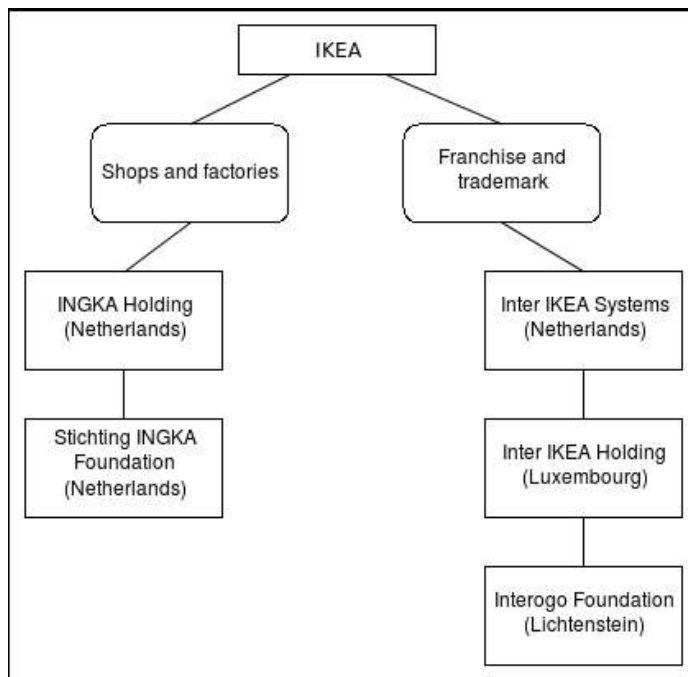 IKEA
Shops and factories
Franchise and
trademark
INGKA Holding
(Netherlands)
Inter IKEA Systems
(Netherlands)
Stichting INGKA
Foundation
(Netherlands)
Inter IKEA Holding
(Luxembourg)
Interogo Foundation
(Lichtenstein)